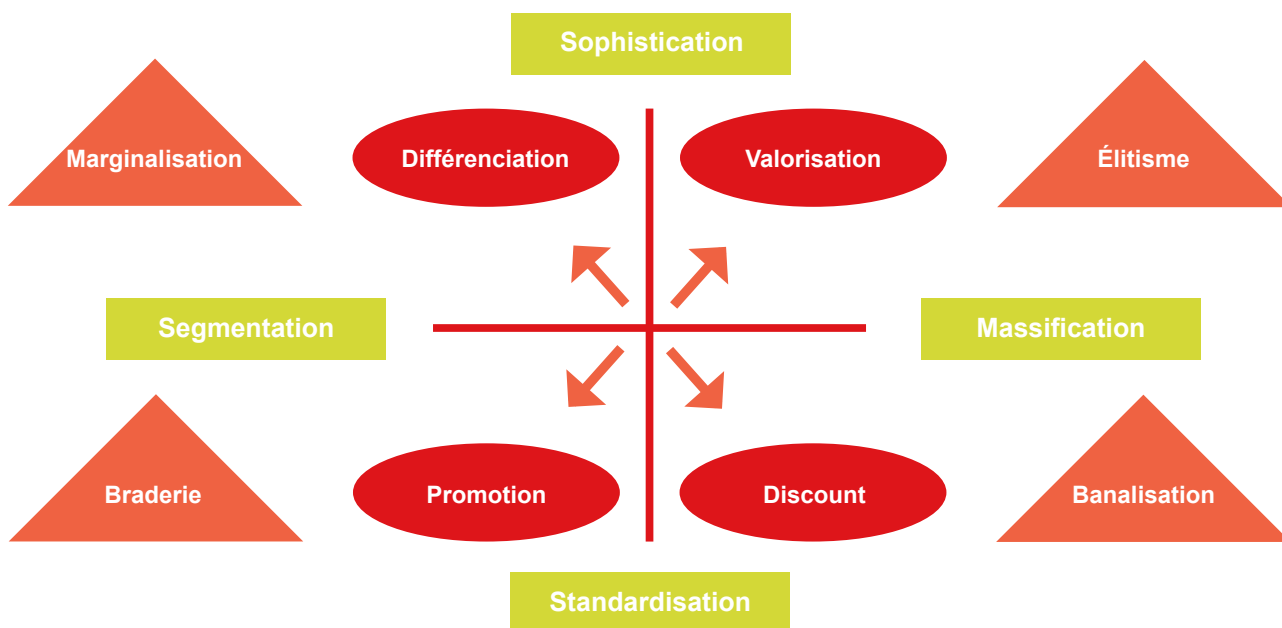 Sophistication
Marginalisation
Différenciation
Valorisation
Élitisme
Segmentation
Massification
Braderie
Promotion
Discount
Banalisation
Standardisation